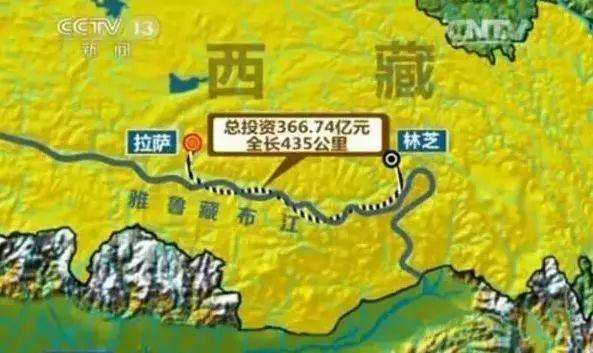 CCTV 13
新闻
CNTV
西 藏
总投资366.74亿元
全长435公里
拉萨
林芝
雅鲁藏布江